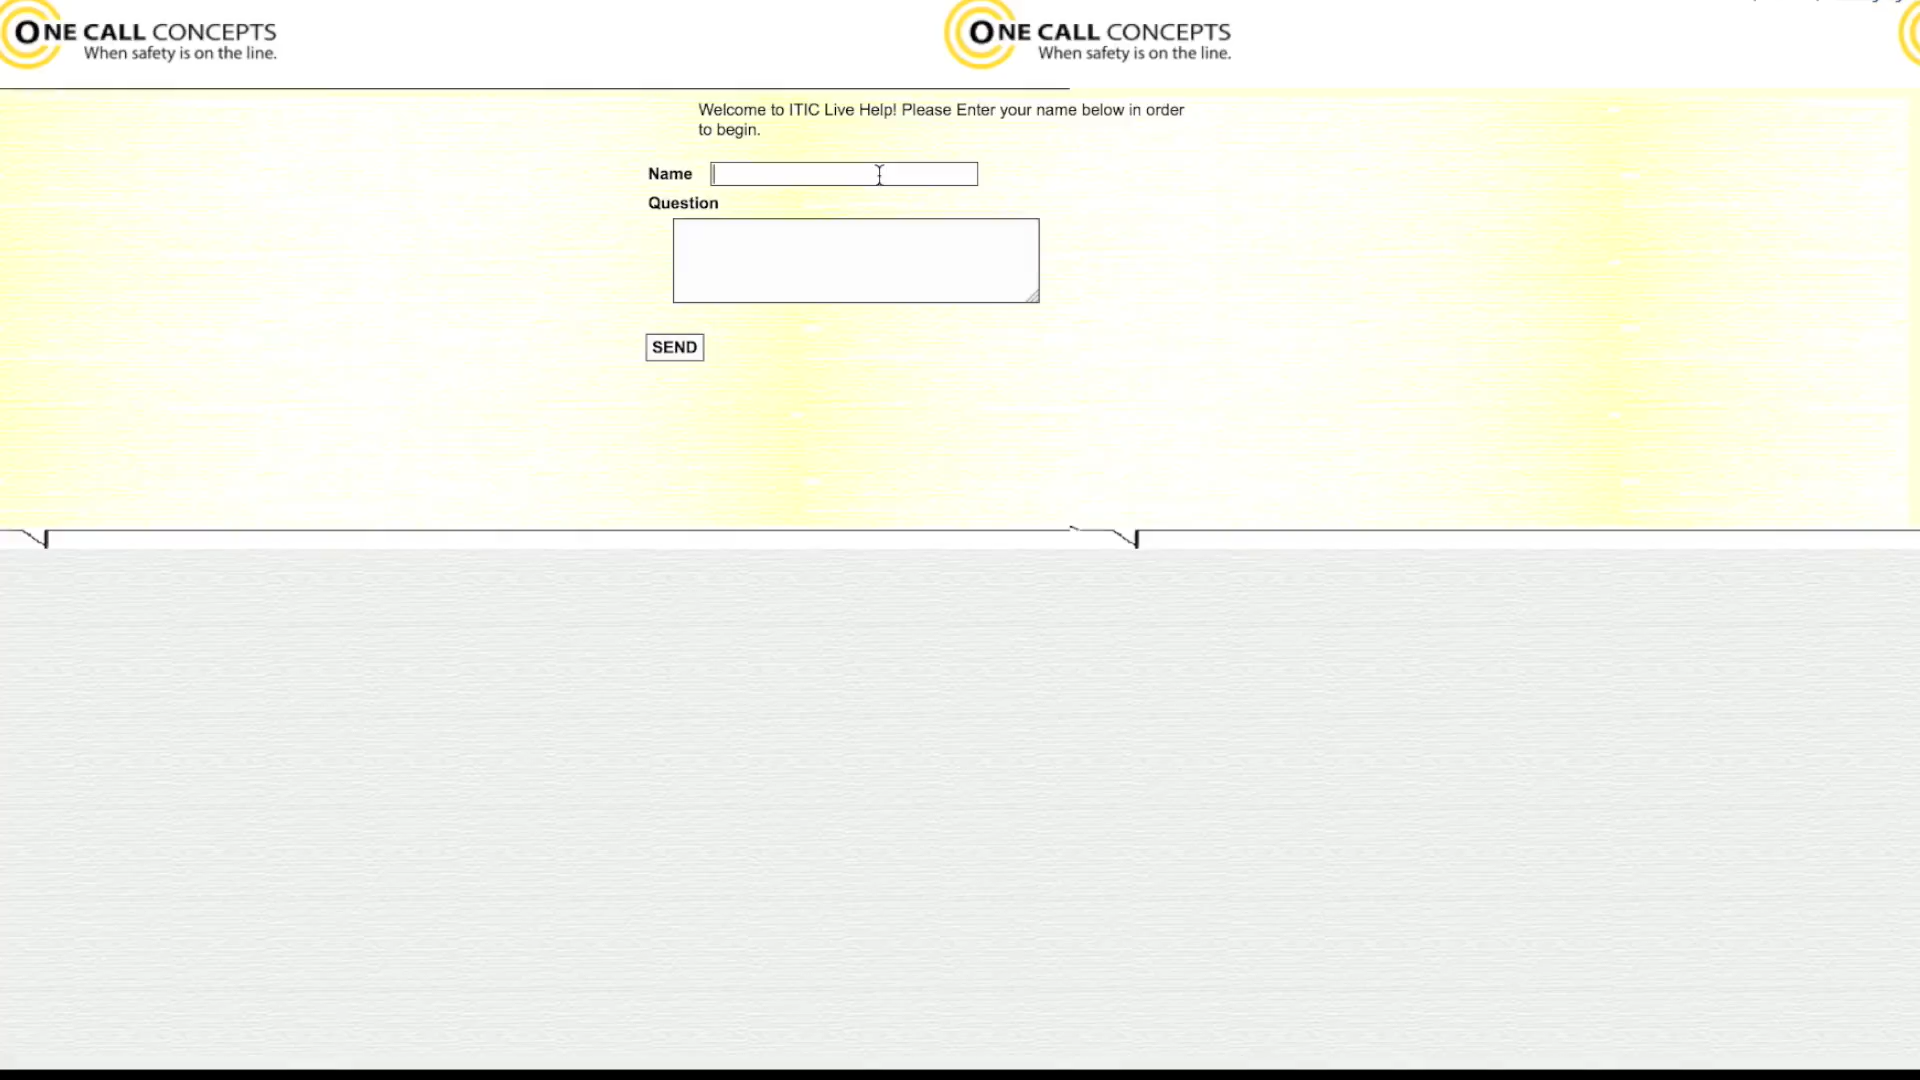 ONE CALL CONCEPTS
When safety is on the line.
ONE CALL CONCEPTS
When safety is on the line.
Welcome to ITIC Live Help! Please Enter your name below in order
to begin.
Name
Question
SEND